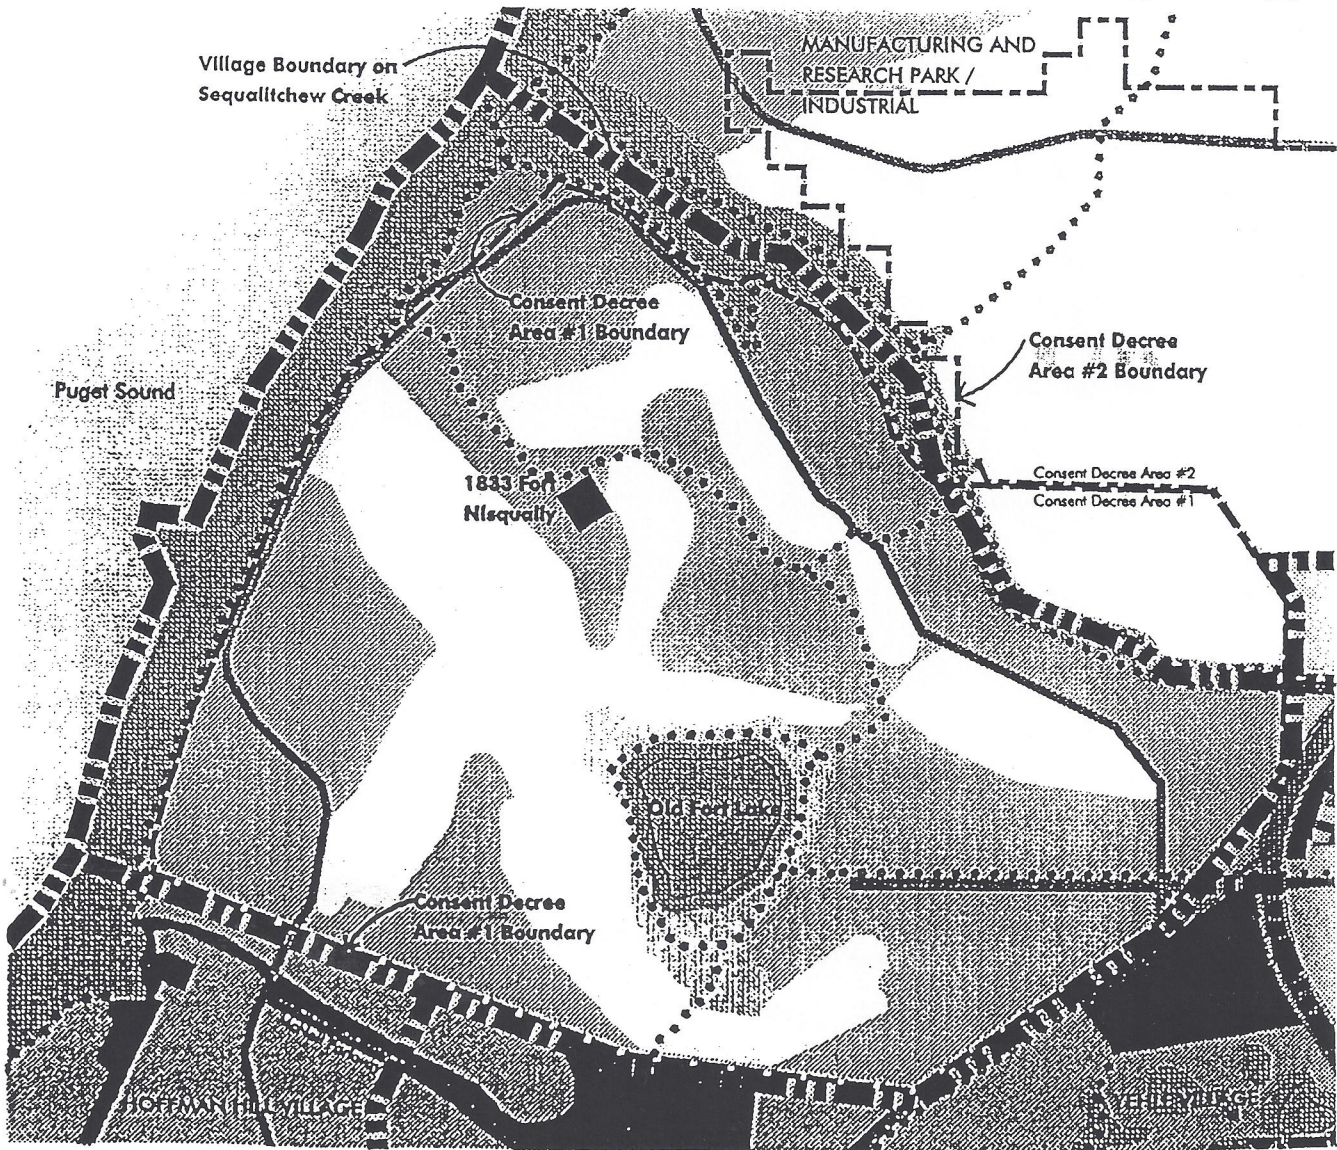 MANUFACTURING AND
RESEARCH PARK /
INDUSTRIAL
Village Boundary on
Sequalitchew Creek
Consent Decree
Area #1 Boundary
Consent Decree
Area #2 Boundary
Puget Sound
Consent Decree Area #2
Consent Decree Area #1
1833 Fort
Nisqually
Old Fort Lake
Consent Decree
Area #1 Boundary
HOFFMAN HILL VILLAGE
VILLAGE